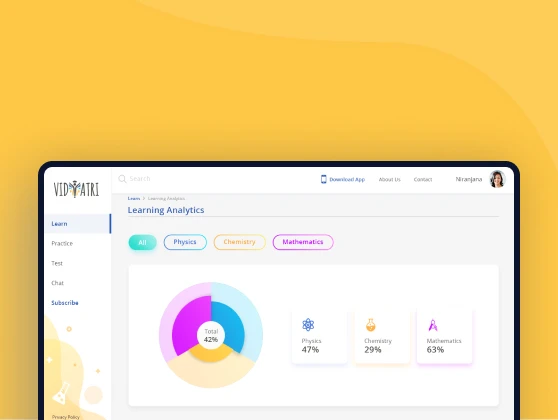 VIDYATRI
Search
Download App
About Us
Contact
Niranjana
Learn > Learning Analytics
Learning Analytics
Learn
Practice
Test
Chat
Subscribe
All
Physics
Chemistry
Mathematics
Total
42%
Physics
47%
Chemistry
29%
Mathematics
63%
Privacy Policy